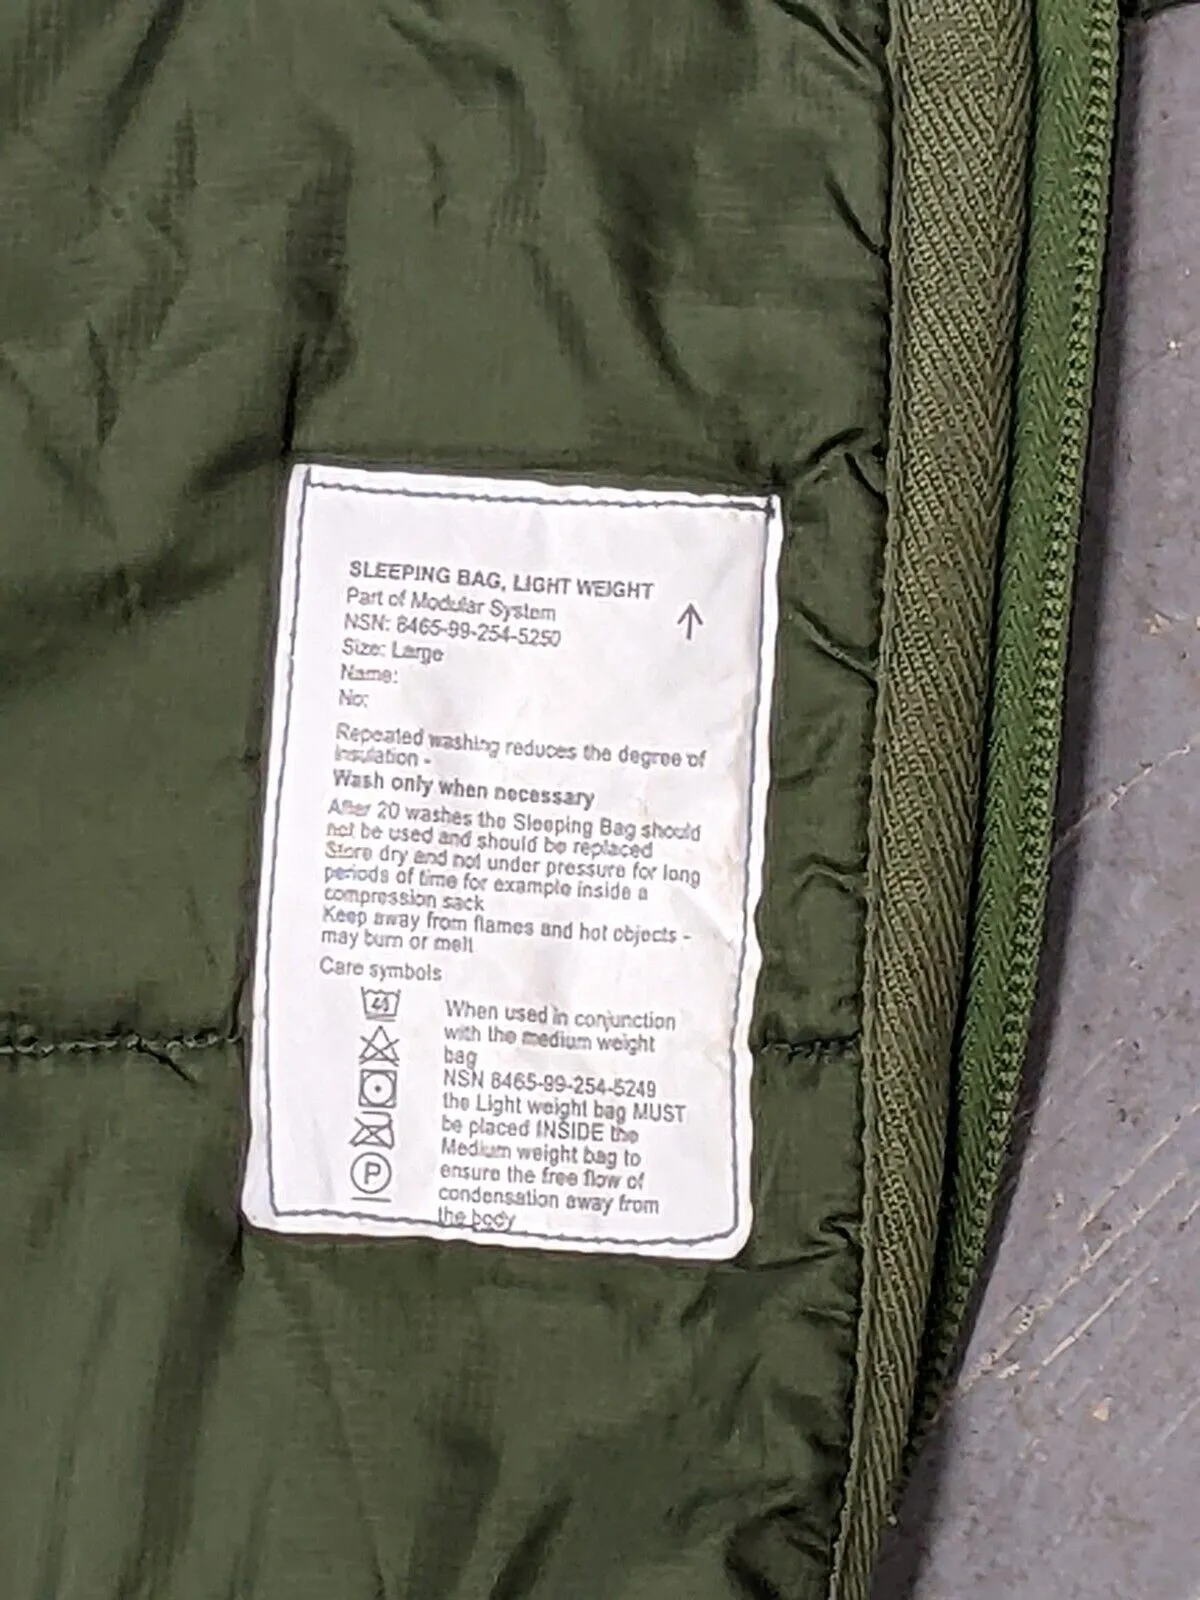 SLEEPING BAG, LIGHT WEIGHT
Part of Modular System
NSN: 8465-99-254-5250
Size: Large
Name:
No:
Repeated washing reduces the degree of
insulation -
Wash only when necessary
After 20 washes the Sleeping Bag should
not be used and should be replaced
Store dry and not under pressure for long
periods of time for example inside a
compression sack
Keep away from flames and hot objects -
may burn or melt
Care symbols
40
P
When used in conjunction
with the medium weight
bag
NSN 8465-99-254-5249
the Light weight bag MUST
be placed INSIDE the
Medium weight bag to
ensure the free flow of
condensation away from
the body